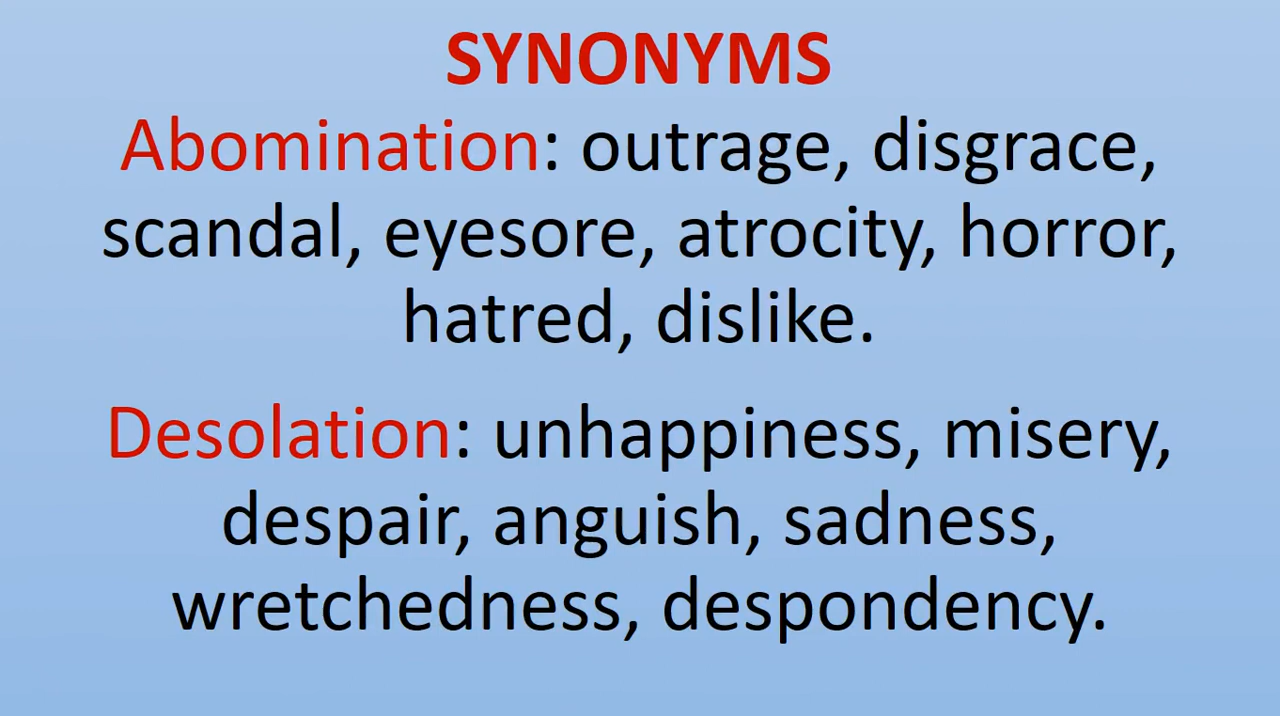 SYNONYMS
Abomination: outrage, disgrace,
scandal, eyesore, atrocity, horror,
hatred, dislike.
Desolation: unhappiness, misery,
despair, anguish, sadness,
wretchedness, despondency.